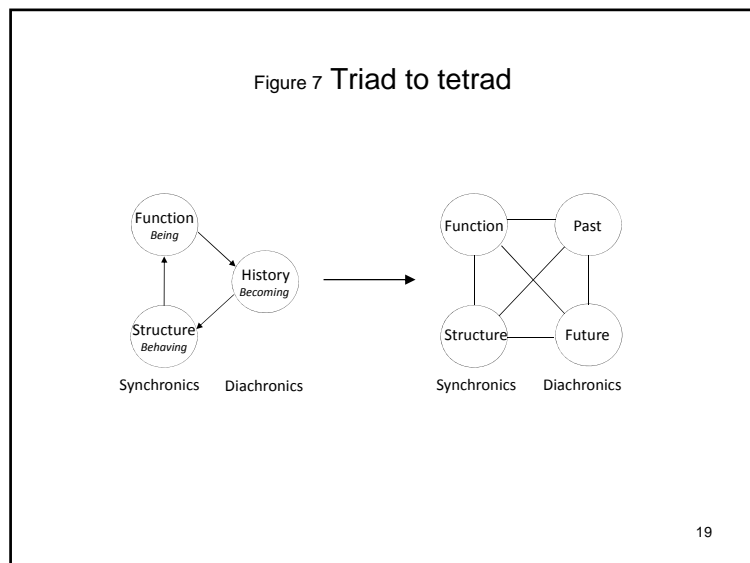 Figure 7 Triad to tetrad
Function
Being
History
Becoming
Structure
Behaving
Synchronics Diachronics
Function Past
Structure Future
Synchronics Diachronics
19